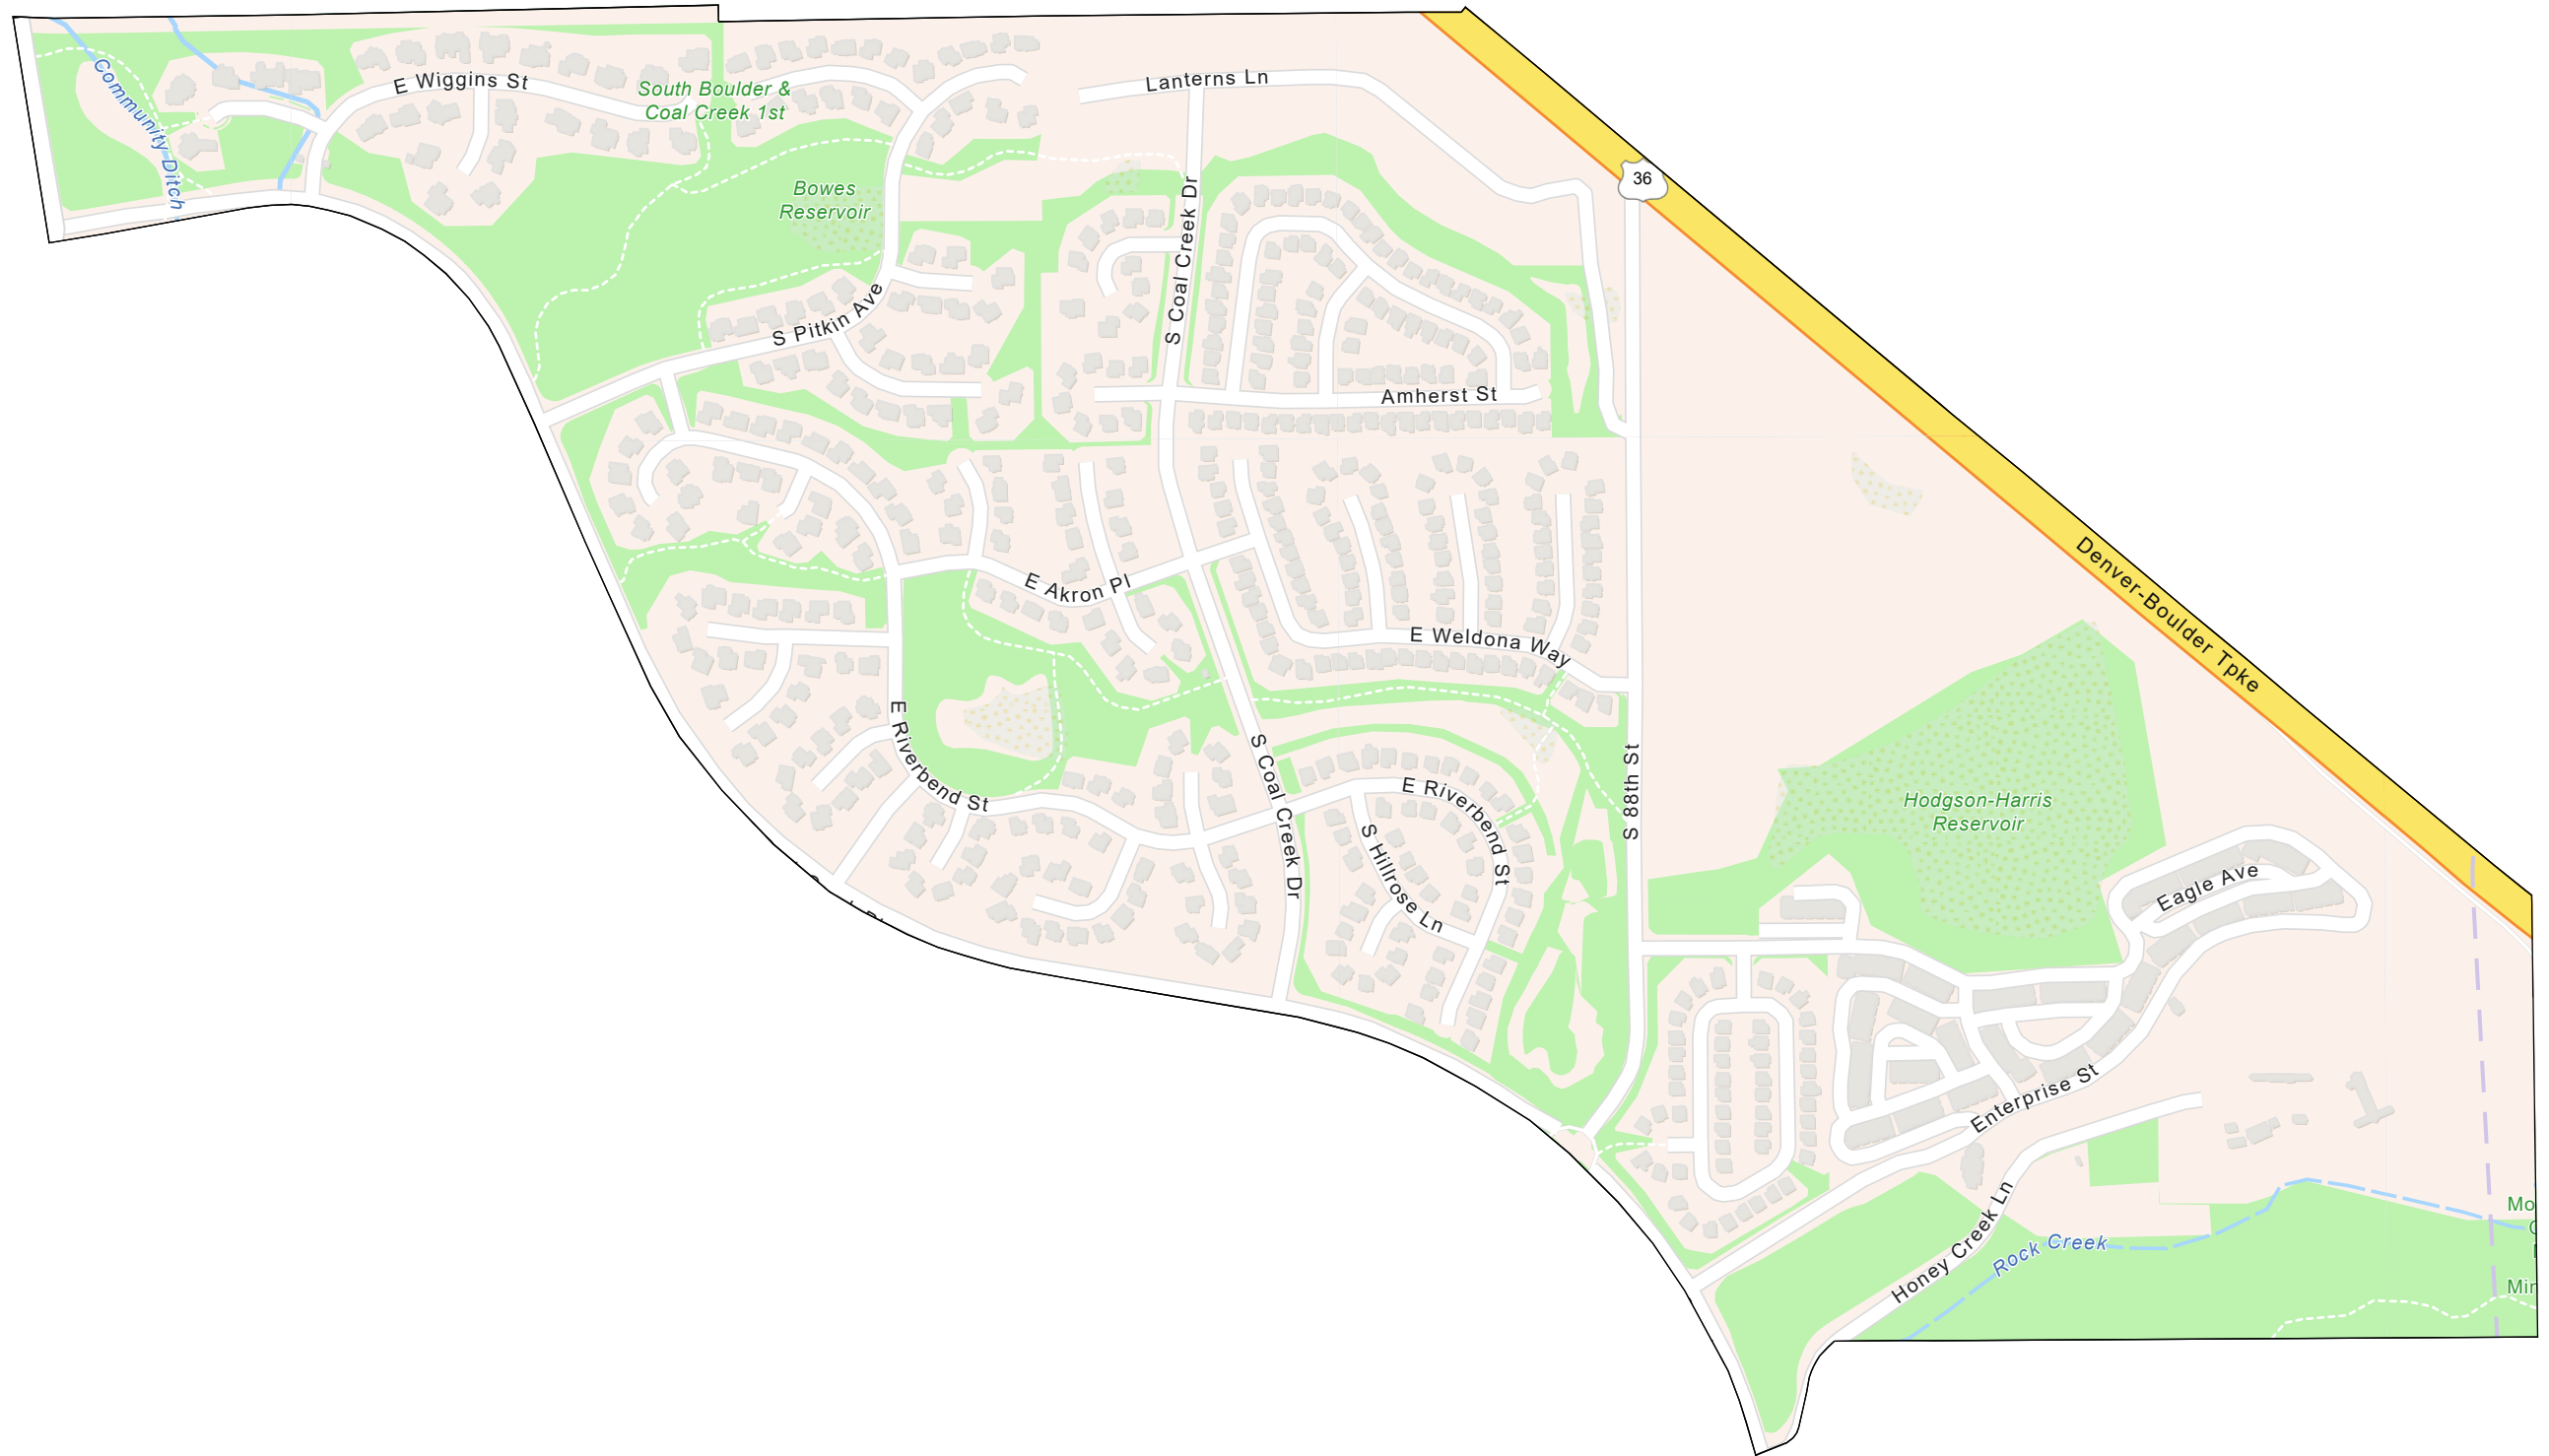 Community Ditch
E Wiggins St
South Boulder &
Coal Creek 1st
Lanterns Ln
36
Bowes
Reservoir
S Coal Creek Dr
S Pitkin Ave
Amherst St
Denver-Boulder Tpke
E Akron Pl
E Weldona Way
E Riverbend St
S Coal Creek Dr
S 88th St
E Riverbend St
S Hillrose Ln
Hodgson-Harris
Reservoir
Eagle Ave
Enterprise St
Honey Creek Ln
Rock Creek
Mo
Min